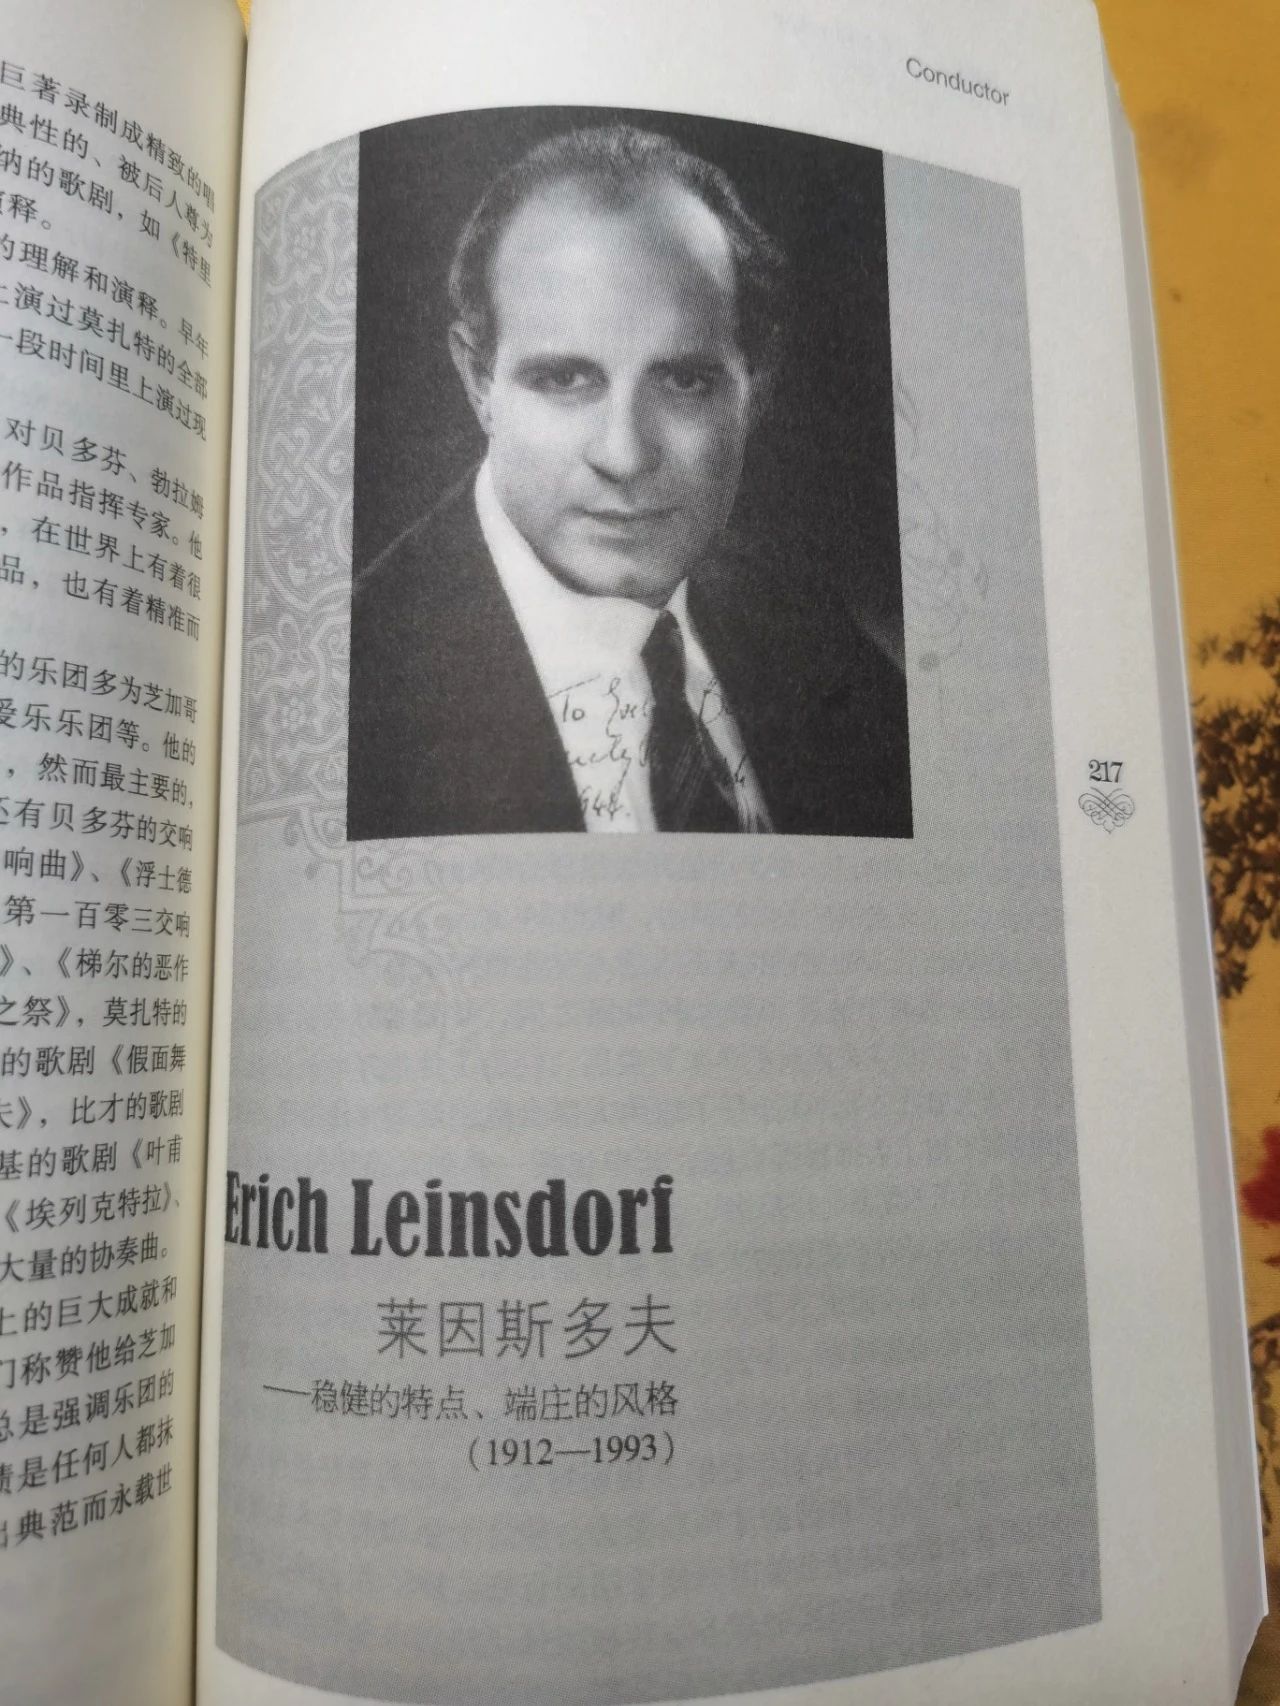 巨著录制成精致的唱
典性的、被后人尊为
纳的歌剧，如《特里
演释。
的理解和演释。早年
上演过莫扎特的全部
一段时间里上演过现
对贝多芬、勃拉姆
作品指挥专家。他
，在世界上有着很
品，也有着精准而
的乐团多为芝加哥
爱乐乐团等。他的
，然而最主要的，
还有贝多芬的交响
响曲》、《浮士德
第一百零三交响
》、《梯尔的恶作
之祭》，莫扎特的
的歌剧《假面舞
夫》，比才的歌剧
基的歌剧《叶甫
《埃列克特拉》、
大量的协奏曲。
上的巨大成就和
们称赞他给芝加
总是强调乐团的
绩是任何人都抹
出典范而永载世
Conductor
To
1944.
217
Erich Leinsdorf
莱因斯多夫
——稳健的特点、端庄的风格
（1912—1993）